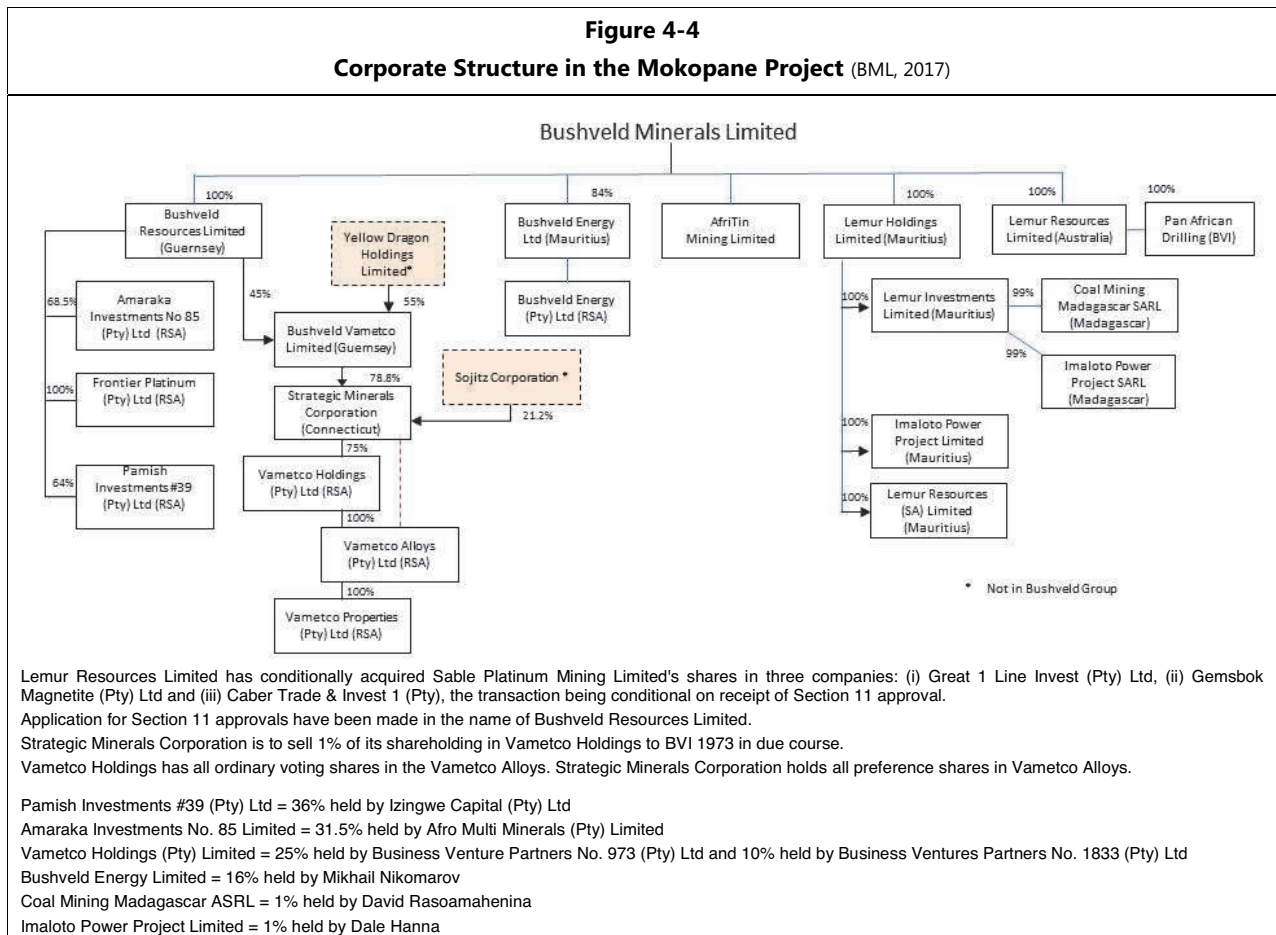 Figure 4-4
Corporate Structure in the Mokopane Project (BML, 2017)
Bushveld Minerals Limited
100%
84%
100%
100%
100%
Bushveld
Resources Limited
(Guernsey)
Yellow Dragon
Holdings
Limited*
Bushveld Energy
Ltd (Mauritius)
AfriTin
Mining Limited
Lemur Holdings
Limited (Mauritius)
Lemur Resources
Limited (Australia)
Pan African
Drilling (BVI)
68.5%
Amaraka
Investments No 85
(Pty) Ltd (RSA)
45%
55%
Bushveld Vametco
Limited (Guernsey)
Bushveld Energy
(Pty) Ltd (RSA)
100%
Lemur Investments
Limited (Mauritius)
99%
Coal Mining
Madagascar SARL
(Madagascar)
99%
Imaloto Power
Project SARL
(Madagascar)
100%
Frontier Platinum
(Pty) Ltd (RSA)
78.8%
Strategic Minerals
Corporation
(Connecticut)
Sojitz Corporation *
21.2%
64%
Pamish
Investments #39
(Pty) Ltd (RSA)
75%
Vametco Holdings
(Pty) Ltd (RSA)
100%
Imaloto Power
Project Limited
(Mauritius)
100%
Lemur Resources
(SA) Limited
(Mauritius)
100%
Vametco Alloys
(Pty) Ltd (RSA)
100%
Vametco Properties
(Pty) Ltd (RSA)
* Not in Bushveld Group
Lemur Resources Limited has conditionally acquired Sable Platinum Mining Limited's shares in three companies: (i) Great 1 Line Invest (Pty) Ltd, (ii) Gemsbok
Magnetite (Pty) Ltd and (iii) Caber Trade & Invest 1 (Pty), the transaction being conditional on receipt of Section 11 approval.
Application for Section 11 approvals have been made in the name of Bushveld Resources Limited.
Strategic Minerals Corporation is to sell 1% of its shareholding in Vametco Holdings to BVI 1973 in due course.
Vametco Holdings has all ordinary voting shares in the Vametco Alloys. Strategic Minerals Corporation holds all preference shares in Vametco Alloys.
Pamish Investments #39 (Pty) Ltd = 36% held by Izingwe Capital (Pty) Ltd
Amaraka Investments No. 85 Limited = 31.5% held by Afro Multi Minerals (Pty) Limited
Vametco Holdings (Pty) Limited = 25% held by Business Venture Partners No. 973 (Pty) Ltd and 10% held by Business Ventures Partners No. 1833 (Pty) Ltd
Bushveld Energy Limited = 16% held by Mikhail Nikomarov
Coal Mining Madagascar ASRL = 1% held by David Rasoamahenina
Imaloto Power Project Limited = 1% held by Dale Hanna